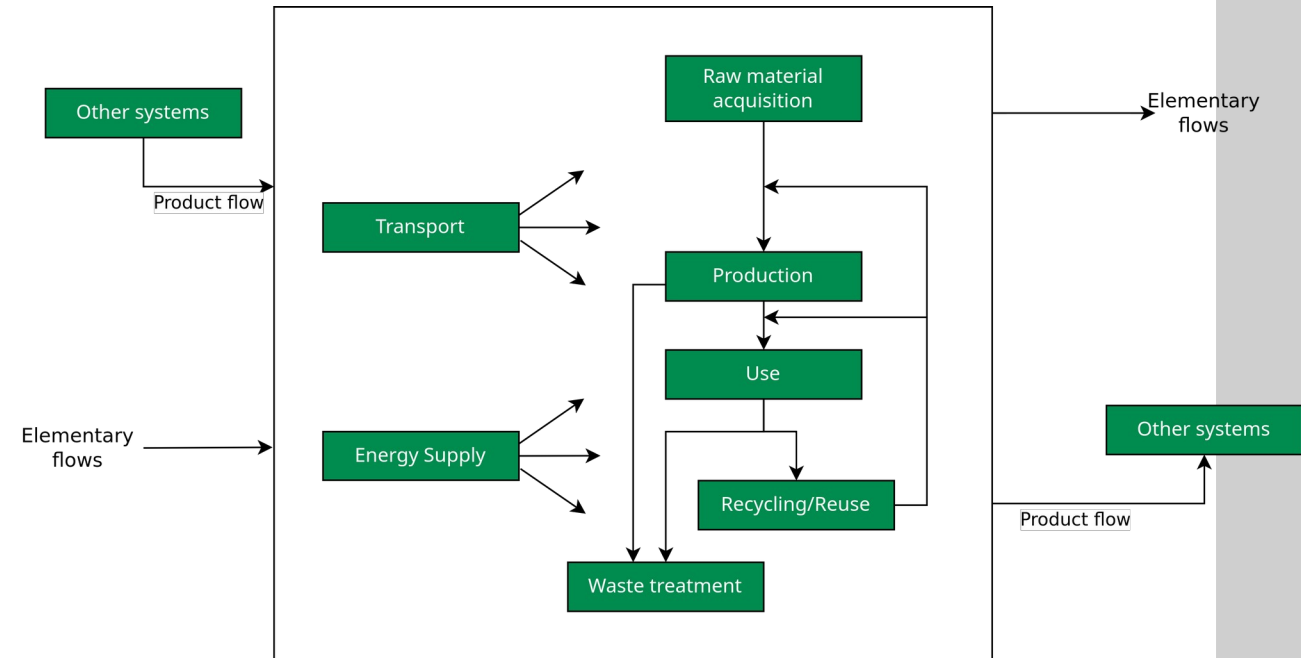 Raw material
acquisition
Other systems
Elementary
flows
Product flow
Transport
Production
Use
Elementary
flows
Energy Supply
Other systems
Recycling/Reuse
Product flow
Waste treatment